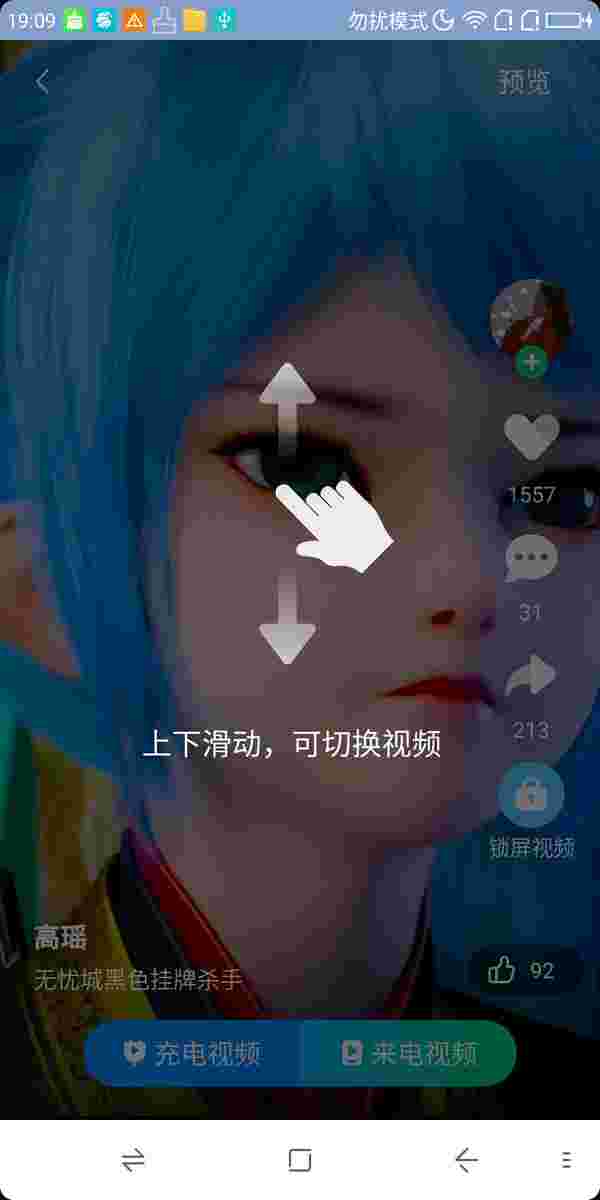 19:09
勿扰模式
预览
1557
31
213
上下滑动，可切换视频
锁屏视频
高瑶
无忧城黑色挂牌杀手
92
充电视频
来电视频